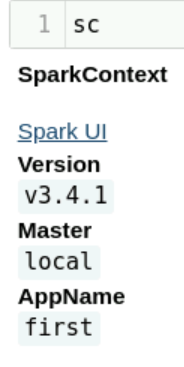 1 sc
SparkContext
Spark UI
Version
v3.4.1
Master
local
AppName
first